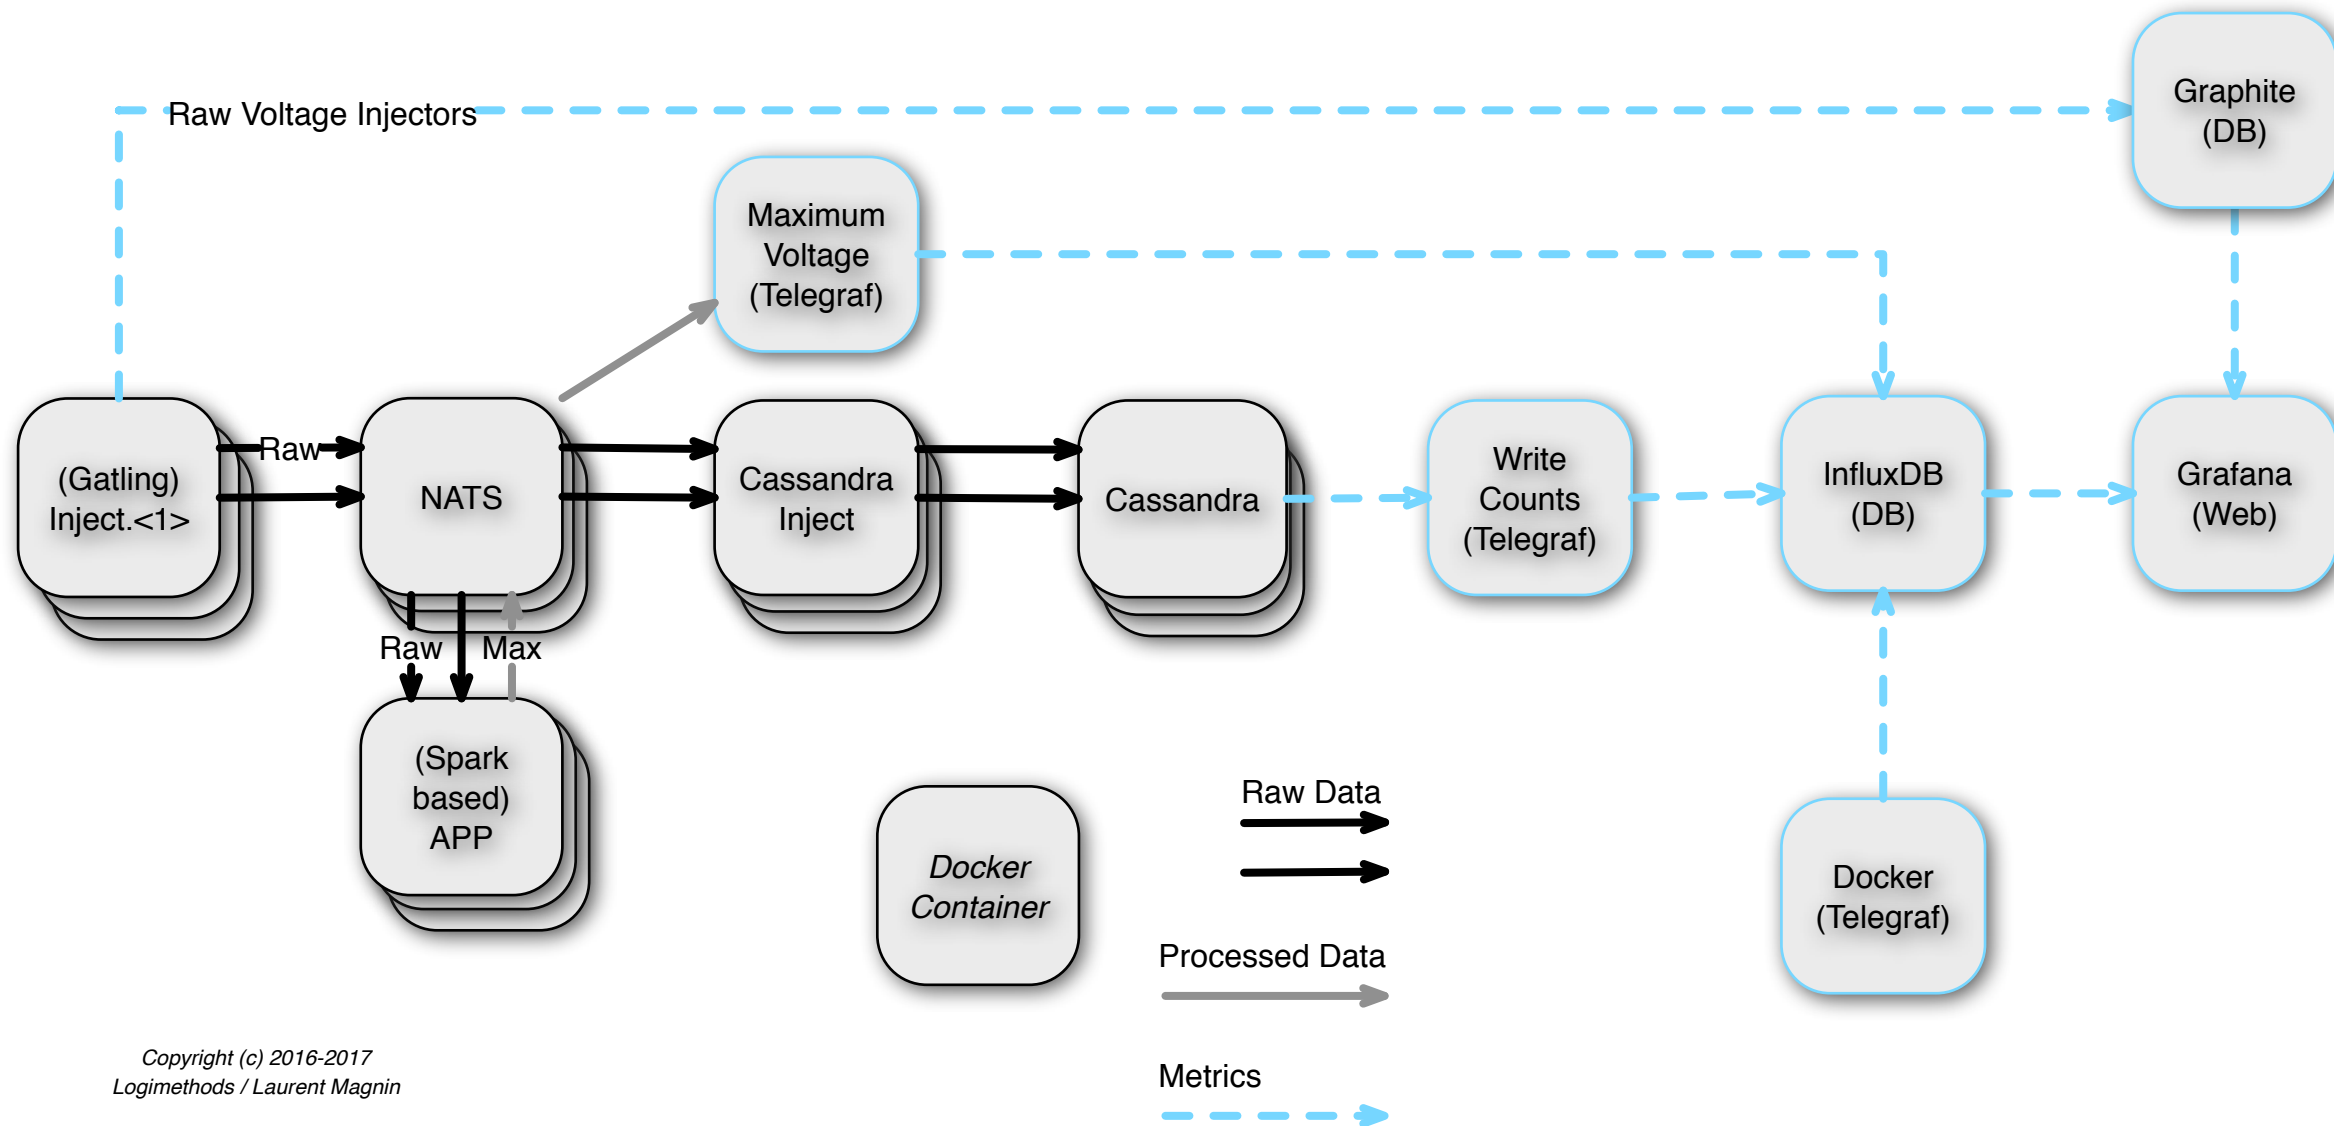 Graphite
(DB)
Raw Voltage Injectors
Maximum
Voltage
(Telegraf)
(Gatling)
Inject.<1>
Raw
NATS
Cassandra
Inject
Cassandra
Write
Counts
(Telegraf)
InfluxDB
(DB)
Grafana
(Web)
Raw
Max
(Spark
based)
APP
Docker
Container
Raw Data
Processed Data
Metrics
Docker
(Telegraf)
Copyright (c) 2016-2017
Logimethods / Laurent Magnin